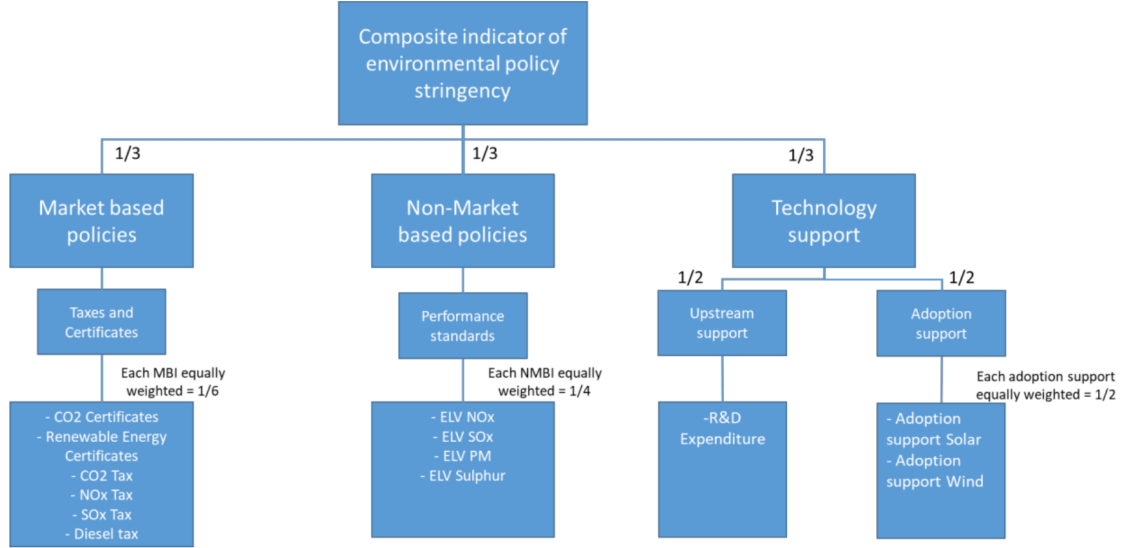 Composite indicator of
environmental policy
stringency
1/3
1/3
1/3
Market based
policies
Non-Market
based policies
Technology
support
1/2
1/2
Taxes and
Certificates
Performance
standards
Upstream
support
Adoption
support
Each MBI equally
weighted = 1/6
Each NMBI equally
weighted = 1/4
Each adoption support
equally weighted = 1/2
- CO2 Certificates
- Renewable Energy
Certificates
- CO2 Tax
- NOx Tax
- SOx Tax
- Diesel tax
- ELV NOx
- ELV SOx
- ELV PM
- ELV Sulphur
-R&D
Expenditure
- Adoption
support Solar
- Adoption
support Wind